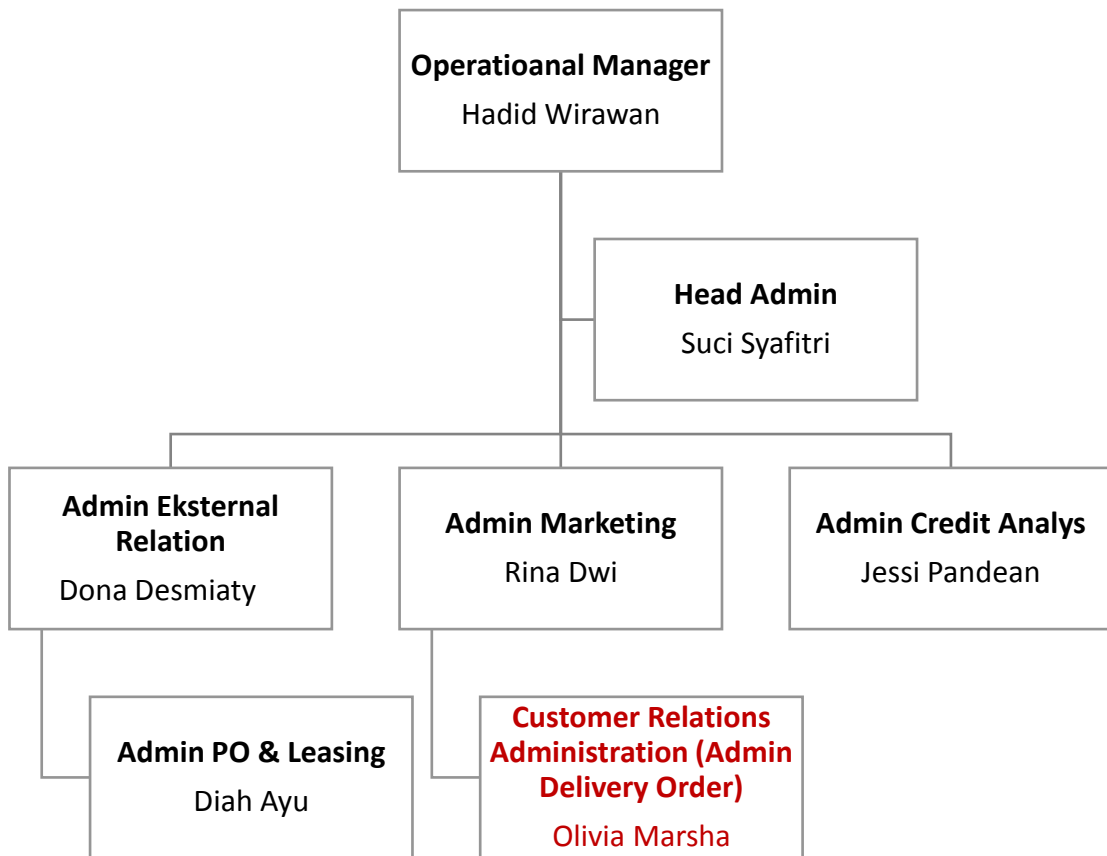 Operatioanal Manager
Hadid Wirawan
Head Admin
Suci Syafitri
Admin Eksternal
Relation
Dona Desmiaty
Admin Marketing
Rina Dwi
Admin Credit Analys
Jessi Pandean
Admin PO & Leasing
Diah Ayu
Customer Relations
Administration (Admin
Delivery Order)
Olivia Marsha